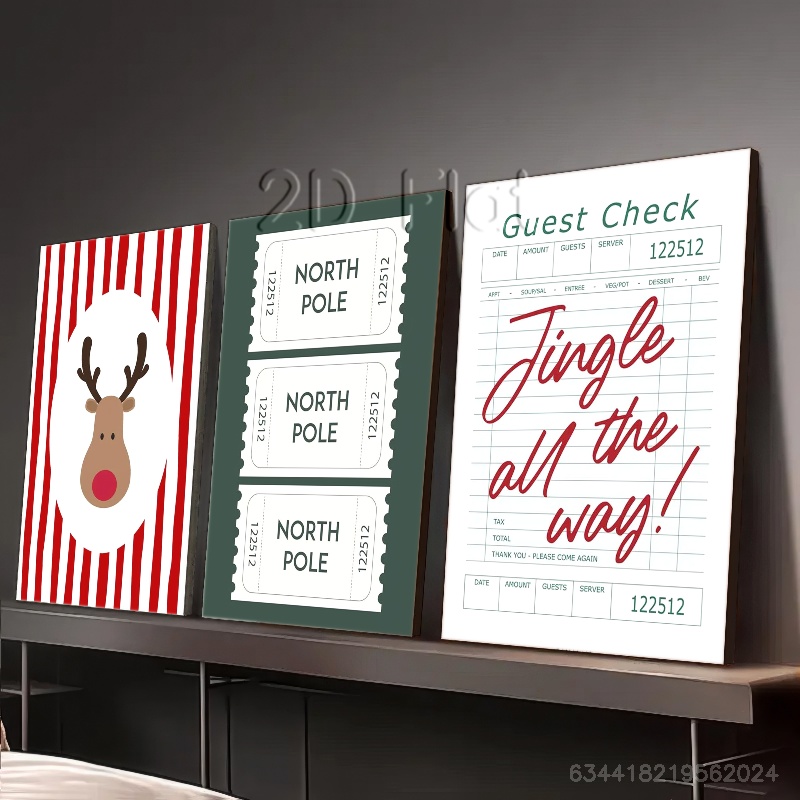 2D Flat
122512
NORTH
POLE
122512
122512
NORTH
POLE
122512
122512
NORTH
POLE
122512
Guest Check
DATE AMOUNT GUESTS SERVER 122512
APPT - SOUP/SAL - ENTREE - VEG/POT - DESSERT - BEV
Jingle
all the
way!
TAX
TOTAL
THANK YOU - PLEASE COME AGAIN
DATE AMOUNT GUESTS SERVER 122512
634418219562024